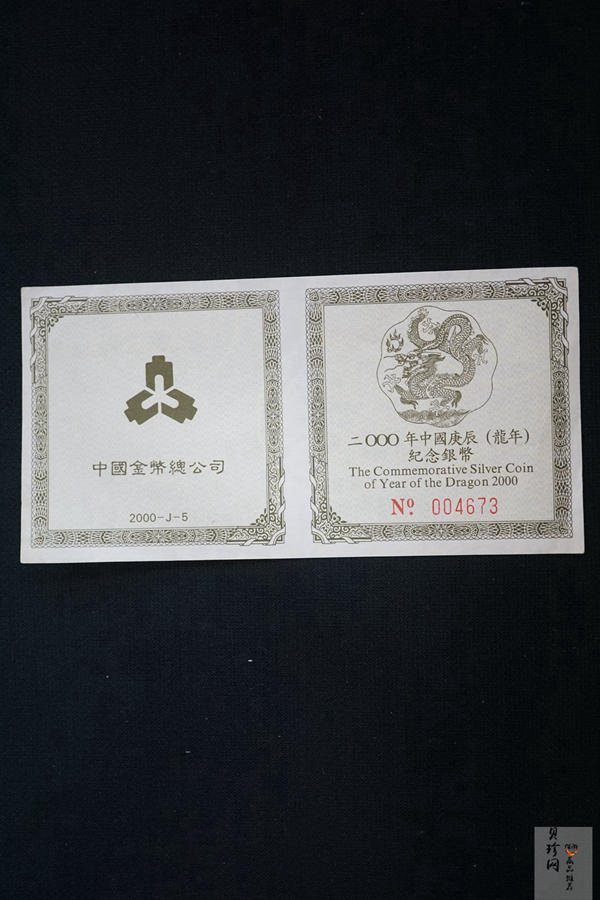 中國金幣總公司
2000-J-5
二OOO年中國庚辰（龍年）
紀念銀幣
The Commemorative Silver Coin
of Year of the Dragon 2000
Nº 004673
貝珍网